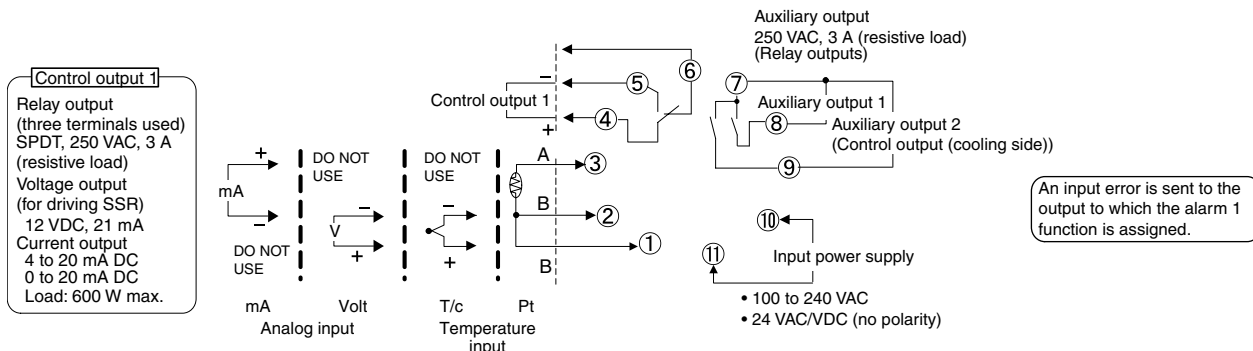 Control output 1
Relay output
(three terminals used)
SPDT, 250 VAC, 3 A
(resistive load)
Voltage output
(for driving SSR)
12 VDC, 21 mA
Current output
4 to 20 mA DC
0 to 20 mA DC
Load: 600 W max.
Control output 1
−
+
⑥
⑤
④
Auxiliary output
250 VAC, 3 A (resistive load)
(Relay outputs)
⑦
Auxiliary output 1
⑧
Auxiliary output 2
(Control output (cooling side))
⑨
+
mA
−
DO NOT
USE
DO NOT
USE
−
V
+
DO NOT
USE
−
+
A
③
B
②
①
B
mA
Volt
T/c
Pt
Analog input
Temperature
input
⑩
⑪
Input power supply
• 100 to 240 VAC
• 24 VAC/VDC (no polarity)
An input error is sent to the
output to which the alarm 1
function is assigned.